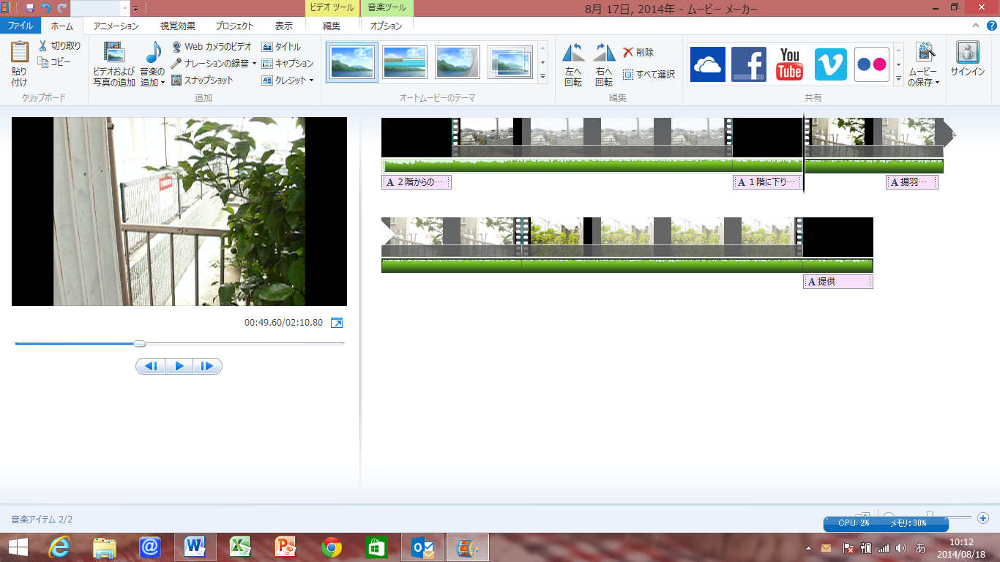 ビデオ ツール
音楽ツール
8月 17日, 2014年 - ムービー メーカー
ファイル
ホーム
アニメーション
視覚効果
プロジェクト
表示
編集
オプション
貼り
付け
切り取り
コピー
クリップボード
ビデオおよび
写真の追加
音楽の
追加
Web カメラのビデオ
ナレーションの録音
スナップショット
タイトル
キャプション
クレジット
追加
オートムービーのテーマ
左へ
回転
右へ
回転
削除
すべて選択
編集
You
Tube
共有
ムービー
の保存
サインイン
A 2 階からの…
A 1 階に下り…
A 揚羽…
A 提供
00:49.60/02:10.80
音楽アイテム 2/2
CPU: 2% メモリ: 30%
あ
10:12
2014/08/18